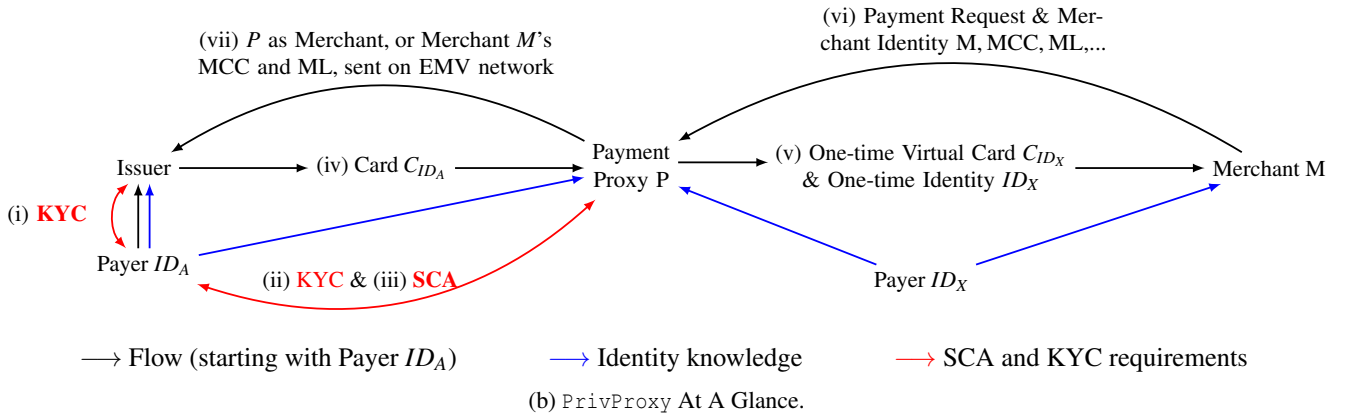 (vii) P as Merchant, or Merchant M's
MCC and ML, sent on EMV network
(vi) Payment Request & Mer-
chant Identity M, MCC, ML,...
Issuer
(iv) Card C_{ID_A}
Payment
Proxy P
(v) One-time Virtual Card C_{ID_X}
& One-time Identity ID_X
Merchant M
(i) KYC
Payer ID_A
(ii) KYC & (iii) SCA
Payer ID_X
Flow (starting with Payer ID_A)
Identity knowledge
SCA and KYC requirements
(b) PrivProxy At A Glance.